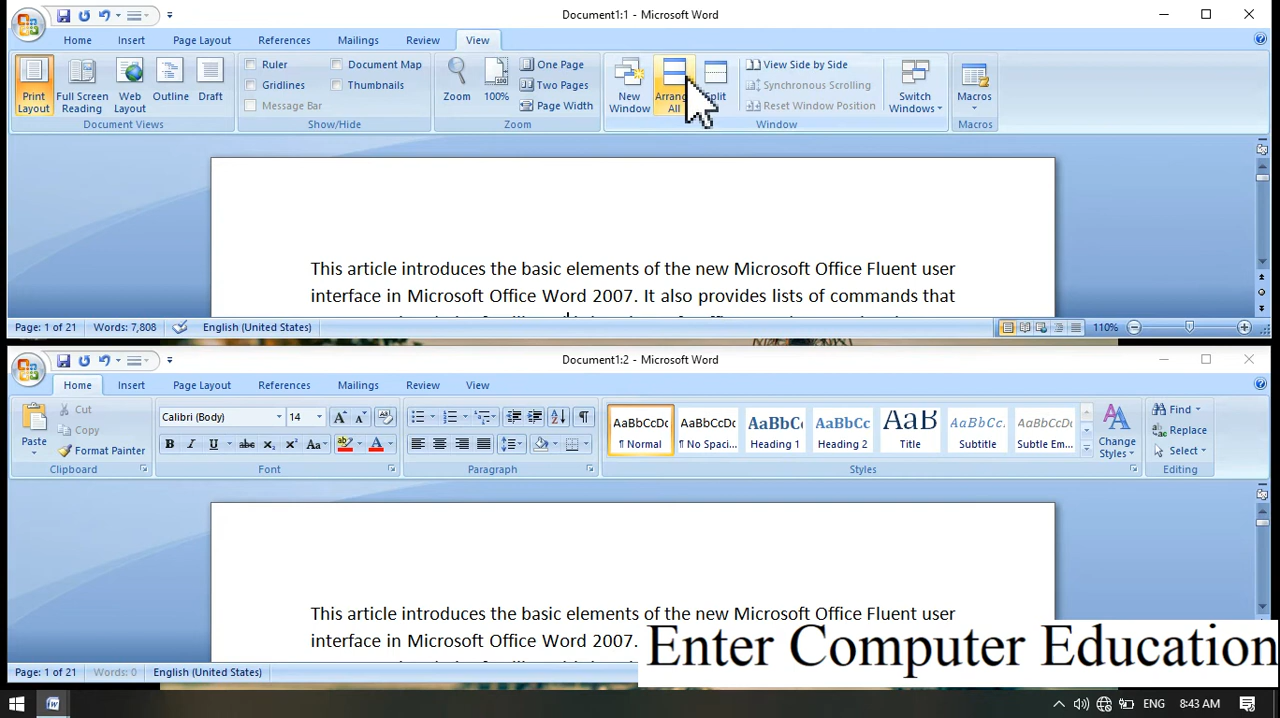 Document1:1 - Microsoft Word
Home Insert Page Layout References Mailings Review View
Print Layout Full Screen Reading Web Layout Outline Draft
Document Views
Ruler Document Map
Gridlines Thumbnails
Message Bar
Show/Hide
Zoom 100% One Page
Two Pages
Page Width
Zoom
New Window Arrange All Split
View Side by Side
Synchronous Scrolling
Reset Window Position
Switch Windows
Window
Macros
Macros
This article introduces the basic elements of the new Microsoft Office Fluent user
interface in Microsoft Office Word 2007. It also provides lists of commands that
Page: 1 of 21 Words: 7,808 English (United States) 110%
Document1:2 - Microsoft Word
Home Insert Page Layout References Mailings Review View
Paste Cut
Copy
Format Painter
Clipboard
Calibri (Body) 14
B I U abc X₂ X² Aa
Font
Paragraph
AaBbCcDc AaBbCcDc AaBbCc AaBbCc AaB AaBbCc. AaBbCcDc
¶ Normal ¶ No Spaci... Heading 1 Heading 2 Title Subtitle Subtle Em...
Change Styles
Styles
Find
Replace
Select
Editing
This article introduces the basic elements of the new Microsoft Office Fluent user
interface in Microsoft Office Word 2007.
Enter Computer Education
Page: 1 of 21 Words: 0 English (United States)
ENG 8:43 AM